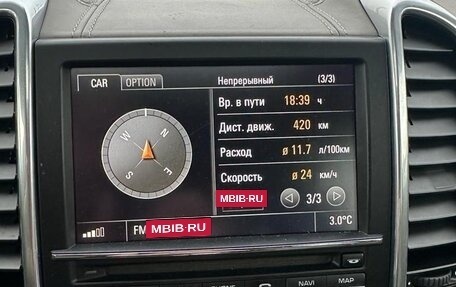 CAR OPTION Непрерывный (3/3)
Вр. в пути 18:39 ч
Дист. движ. 420 км
Расход ø 11.7 л/100км
Скорость ø 24 км/ч
MBIB·RU 3/3
N
W
E
S
FM MBIB·RU 3.0°C
NAVI MAP